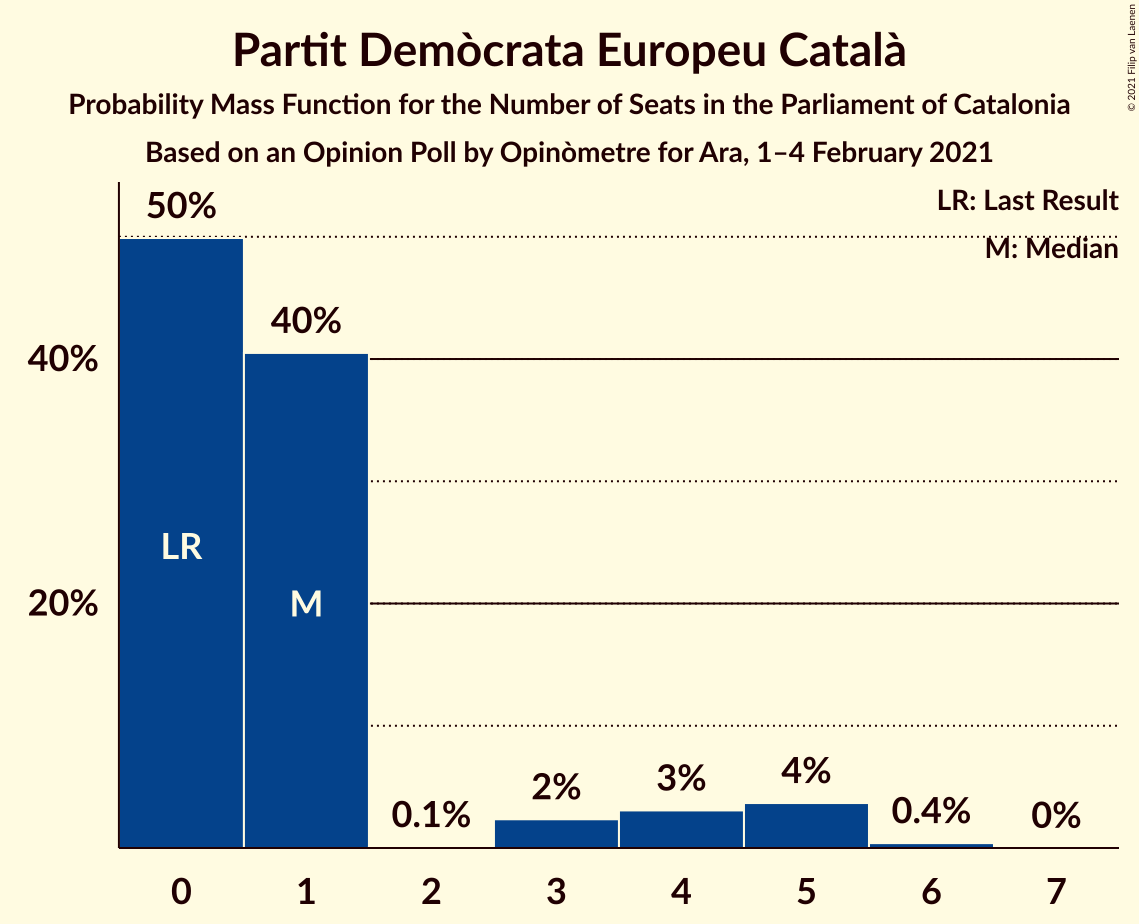 Partit Demòcrata Europeu Català
Probability Mass Function for the Number of Seats in the Parliament of Catalonia
Based on an Opinion Poll by Opinòmetre for Ara, 1–4 February 2021
© 2021 Filip van Laenen
LR: Last Result
M: Median
50%
40%
0.1%
2%
3%
4%
0.4%
0%
40%
20%
LR
M
0 1 2 3 4 5 6 7